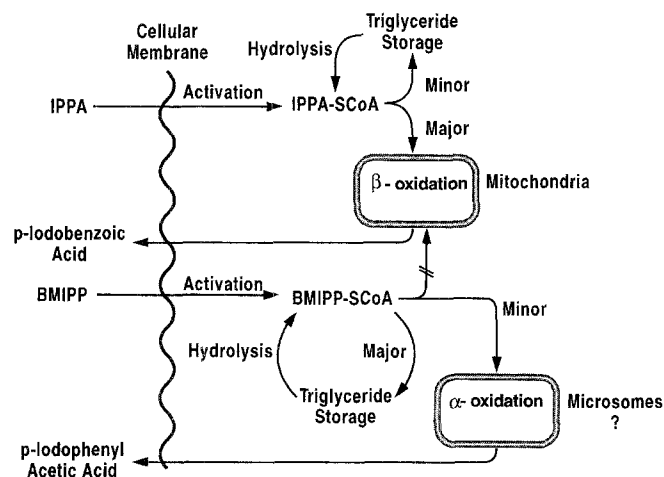 Cellular
Membrane
Triglyceride
Storage
Hydrolysis
IPPA
Activation
IPPA-SCoA
Minor
Major
β - oxidation
Mitochondria
p-Iodobenzoic
Acid
BMIPP
Activation
BMIPP-SCoA
Minor
Hydrolysis
Major
Triglyceride
Storage
α- oxidation
Microsomes
?
p-Iodophenyl
Acetic Acid